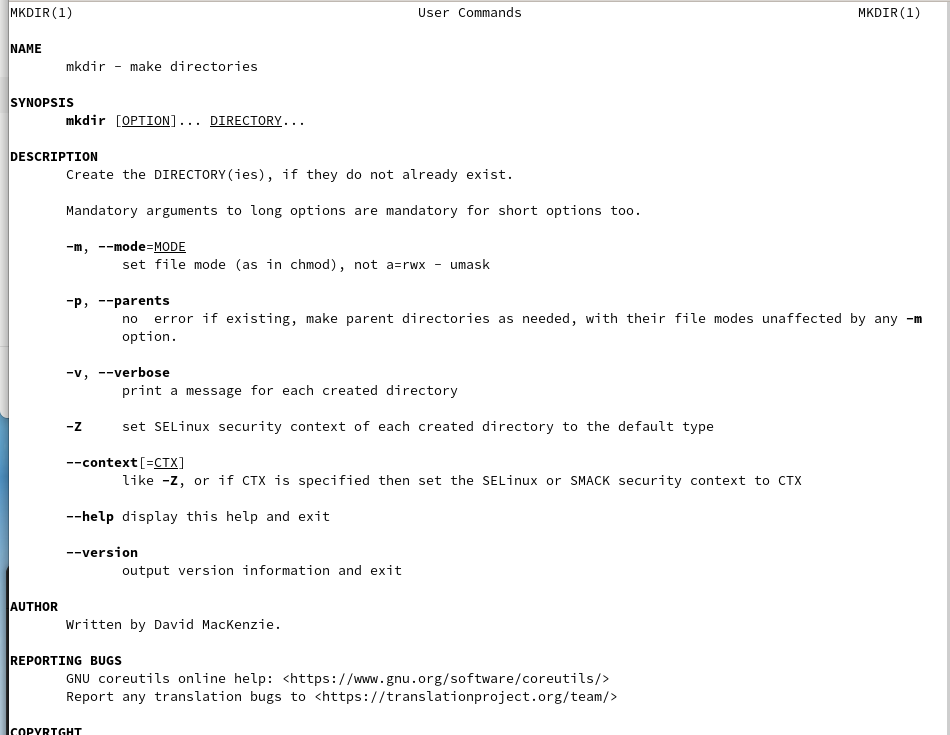 MKDIR(1) User Commands MKDIR(1)
NAME
mkdir - make directories
SYNOPSIS
mkdir [OPTION]... DIRECTORY...
DESCRIPTION
Create the DIRECTORY(ies), if they do not already exist.
Mandatory arguments to long options are mandatory for short options too.
-m, --mode=MODE
set file mode (as in chmod), not a=rwx - umask
-p, --parents
no  error if existing, make parent directories as needed, with their file modes unaffected by any -m
option.
-v, --verbose
print a message for each created directory
-Z set SELinux security context of each created directory to the default type
--context[=CTX]
like -Z, or if CTX is specified then set the SELinux or SMACK security context to CTX
--help display this help and exit
--version
output version information and exit
AUTHOR
Written by David MacKenzie.
REPORTING BUGS
GNU coreutils online help: <https://www.gnu.org/software/coreutils/>
Report any translation bugs to <https://translationproject.org/team/>
COPYRIGHT